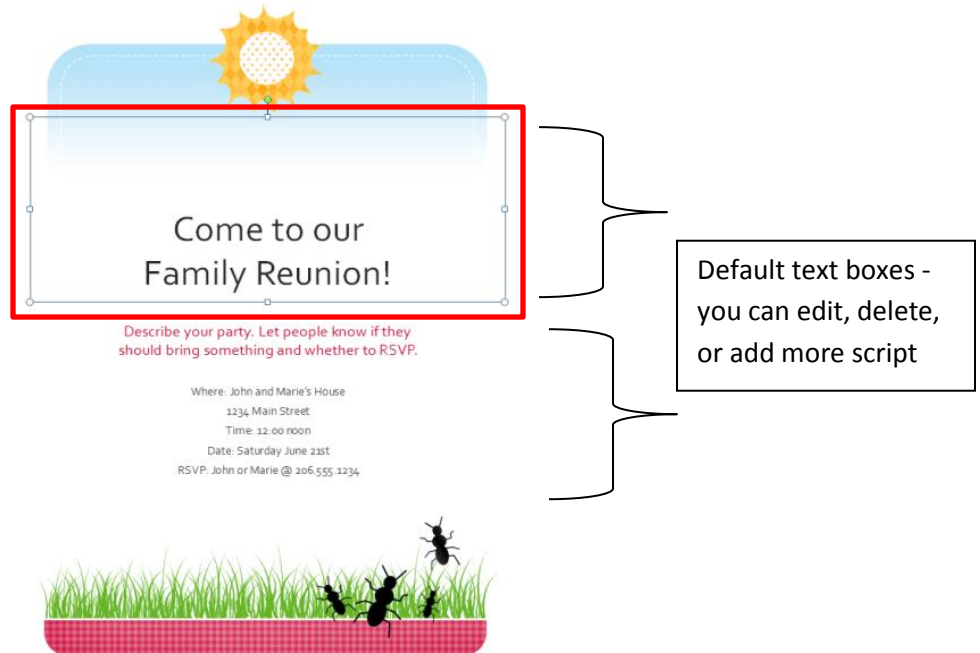 Come to our
Family Reunion!
Describe your party. Let people know if they
should bring something and whether to RSVP.
Where: John and Marie's House
1234 Main Street
Time: 12:00 noon
Date: Saturday June 21st
RSVP: John or Marie @ 206.555.1234
Default text boxes -
you can edit, delete,
or add more script